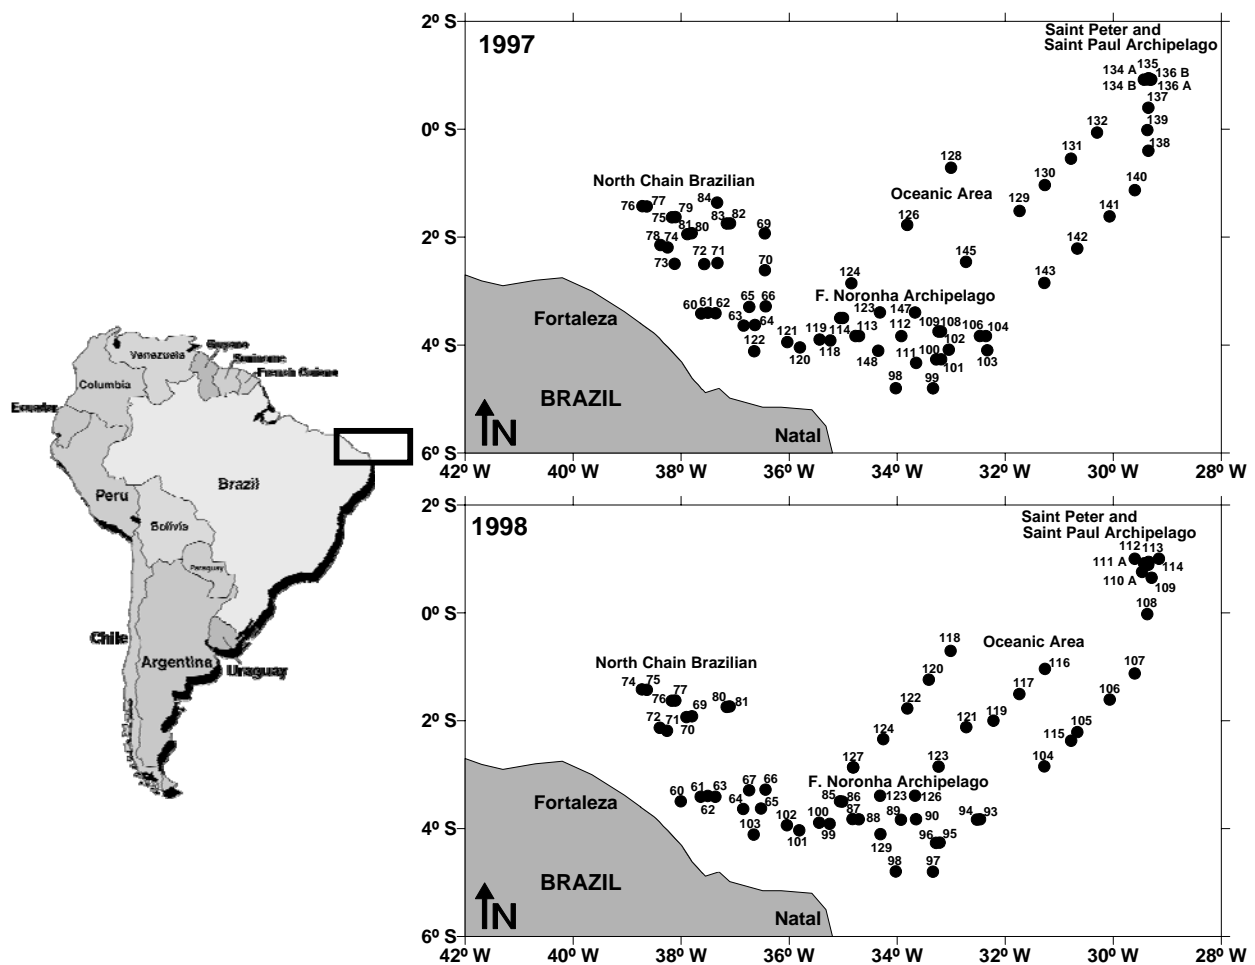 Guyane
Suriname
French Guiana
Venezuela
Columbia
Ecuador
Peru
Brazil
Bolivia
Paraguay
Chile
Argentina
Uraguay
1997
Saint Peter and
Saint Paul Archipelago
134 A
135
136 B
134 B
136 A
137
139
138
132
131
128
130
140
North Chain Brazilian
Oceanic Area
129
141
76
77
84
79
75
83
82
126
81
80
69
78
74
142
145
73
72
71
70
143
124
F. Noronha Archipelago
60
61
62
65
66
123
147
Fortaleza
63
64
109
108
122
121
119
114
113
112
106
104
102
120
118
148
111
100
101
103
98
99
BRAZIL
N
Natal
2º S
0º S
2º S
4º S
6º S
42º W
40º W
38º W
36º W
34º W
32º W
30º W
28º W
1998
Saint Peter and
Saint Paul Archipelago
112
113
111 A
114
110 A
109
108
118
Oceanic Area
116
120
107
North Chain Brazilian
117
106
74
75
76
77
80
81
122
69
119
72
71
70
121
105
124
115
127
123
104
F. Noronha Archipelago
60
61
63
67
66
85
86
123
126
Fortaleza
62
64
65
103
102
100
87
88
89
90
94
93
101
99
129
96
95
98
97
BRAZIL
N
Natal
2º S
0º S
2º S
4º S
6º S
42º W
40º W
38º W
36º W
34º W
32º W
30º W
28º W